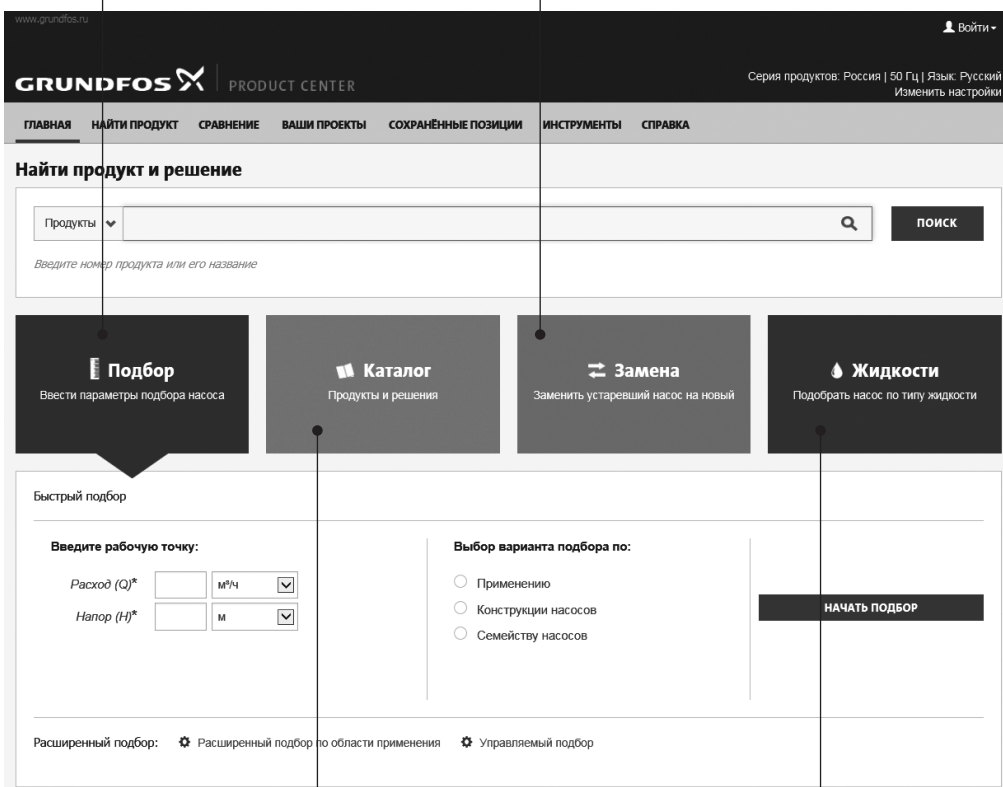 www.grundfos.ru
Войти
GRUNDFOS PRODUCT CENTER
Серия продуктов: Россия | 50 Гц | Язык: Русский
Изменить настройки
ГЛАВНАЯ НАЙТИ ПРОДУКТ СРАВНЕНИЕ ВАШИ ПРОЕКТЫ СОХРАНЁННЫЕ ПОЗИЦИИ ИНСТРУМЕНТЫ СПРАВКА
Найти продукт и решение
Продукты
ПОИСК
Введите номер продукта или его название
Подбор
Ввести параметры подбора насоса
Каталог
Продукты и решения
Замена
Заменить устаревший насос на новый
Жидкости
Подобрать насос по типу жидкости
Быстрый подбор
Введите рабочую точку:
Расход (Q)* м³/ч
Напор (H)* м
Выбор варианта подбора по:
Применению
Конструкции насосов
Семейству насосов
НАЧАТЬ ПОДБОР
Расширенный подбор: Расширенный подбор по области применения Управляемый подбор